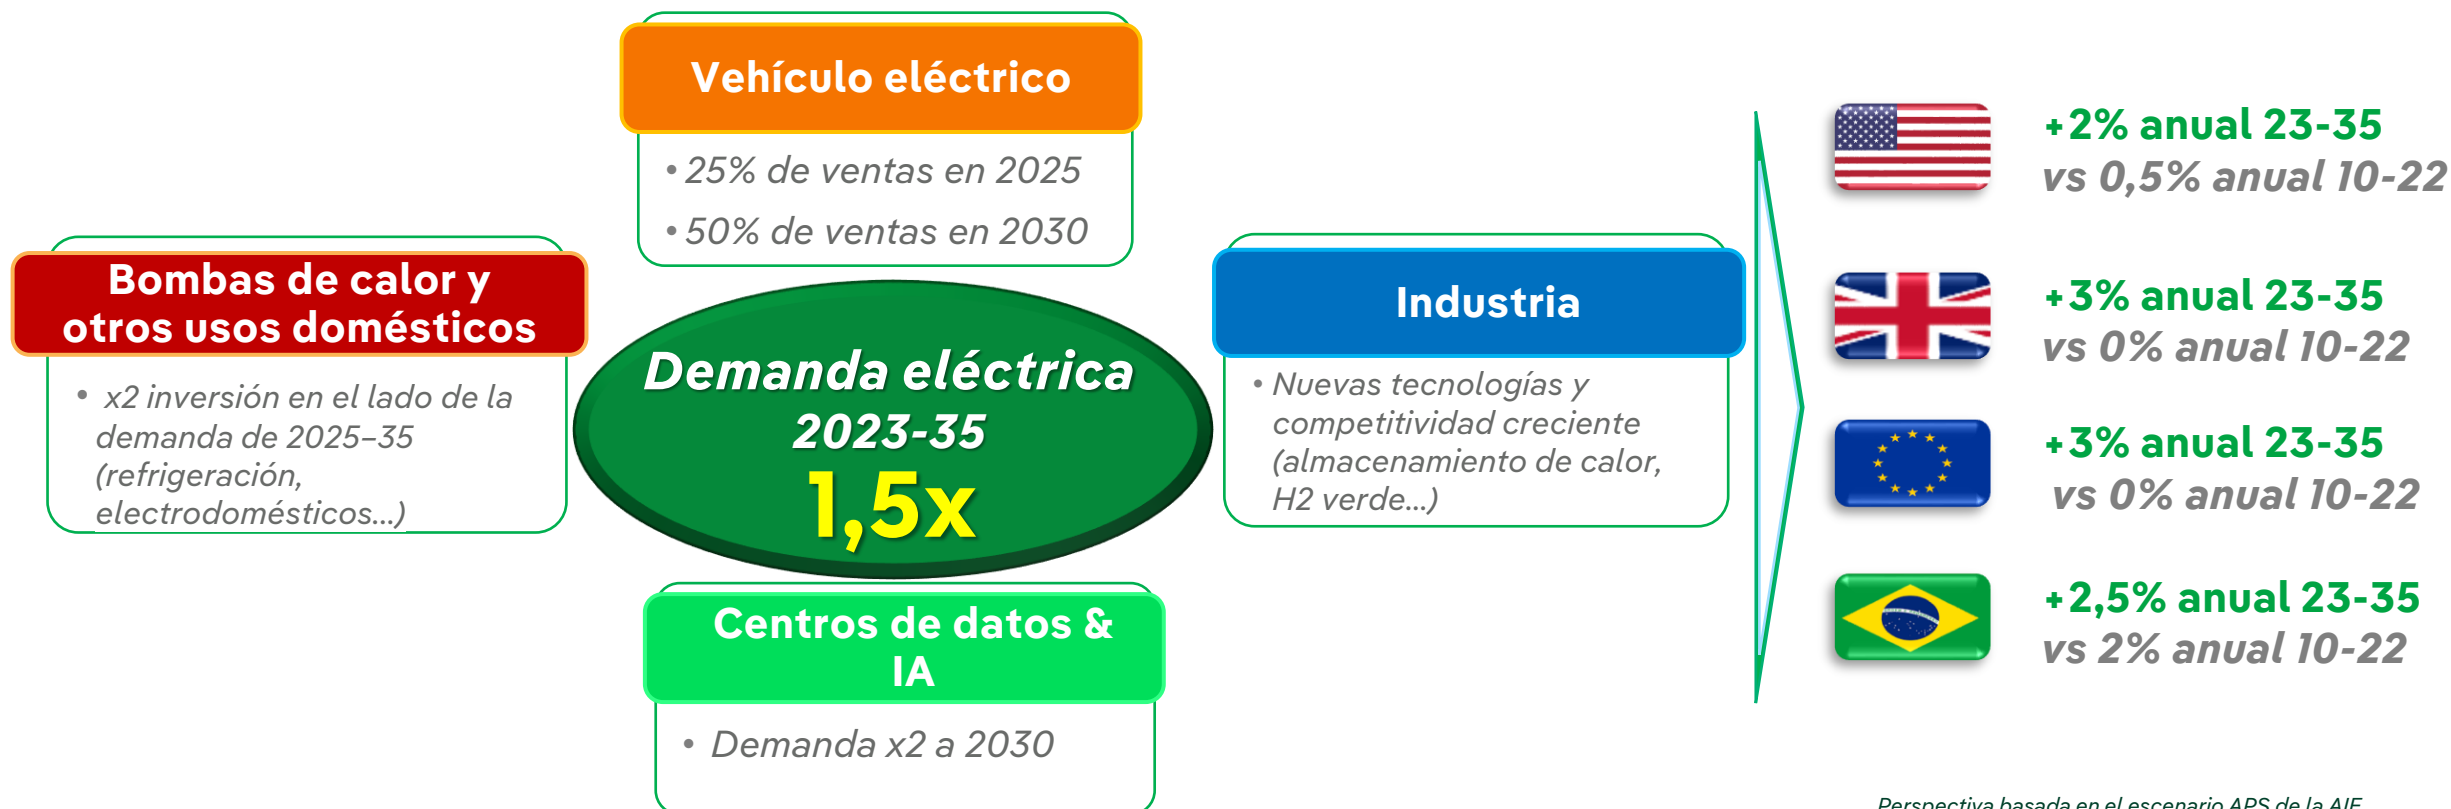 Vehículo eléctrico
• 25% de ventas en 2025
• 50% de ventas en 2030
Bombas de calor y
otros usos domésticos
• x2 inversión en el lado de la
demanda de 2025–35
(refrigeración,
electrodomésticos...)
Demanda eléctrica
2023-35
1,5x
Industria
• Nuevas tecnologías y
competitividad creciente
(almacenamiento de calor,
H2 verde...)
Centros de datos &
IA
• Demanda x2 a 2030
+2% anual 23-35
vs 0,5% anual 10-22
+3% anual 23-35
vs 0% anual 10-22
+3% anual 23-35
vs 0% anual 10-22
+2,5% anual 23-35
vs 2% anual 10-22
Perspectiva basada en el escenario APS de la AIE